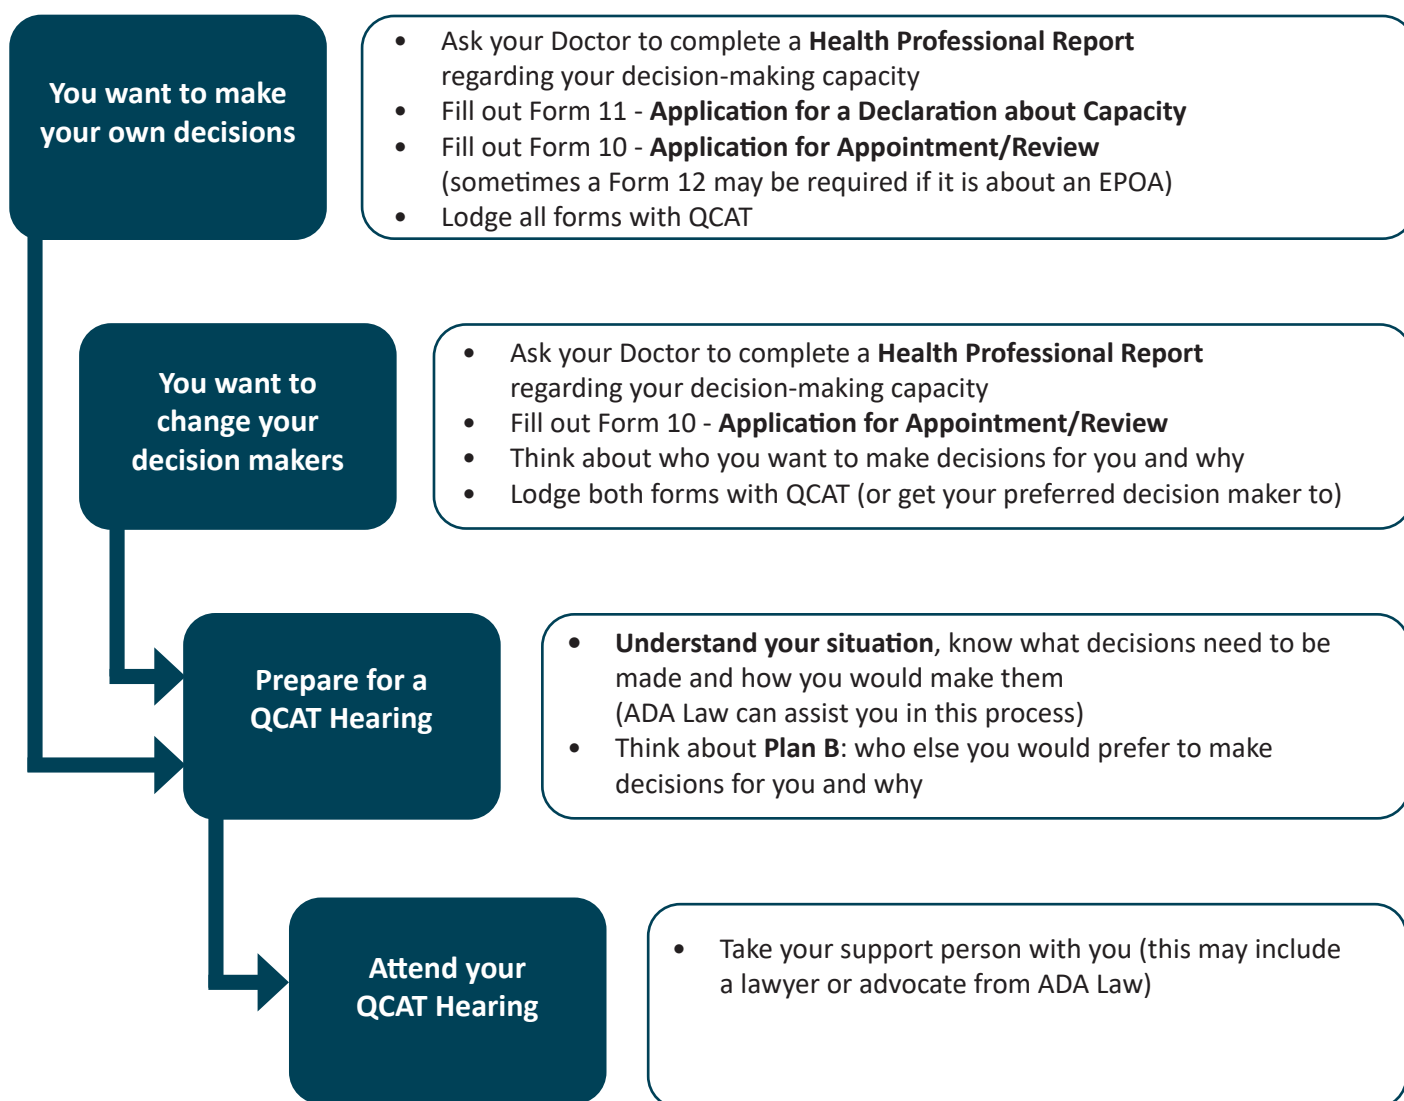 You want to make
your own decisions
• Ask your Doctor to complete a Health Professional Report
regarding your decision-making capacity
• Fill out Form 11 - Application for a Declaration about Capacity
• Fill out Form 10 - Application for Appointment/Review
(sometimes a Form 12 may be required if it is about an EPOA)
• Lodge all forms with QCAT
You want to
change your
decision makers
• Ask your Doctor to complete a Health Professional Report
regarding your decision-making capacity
• Fill out Form 10 - Application for Appointment/Review
• Think about who you want to make decisions for you and why
• Lodge both forms with QCAT (or get your preferred decision maker to)
Prepare for a
QCAT Hearing
• Understand your situation, know what decisions need to be
made and how you would make them
(ADA Law can assist you in this process)
• Think about Plan B: who else you would prefer to make
decisions for you and why
Attend your
QCAT Hearing
• Take your support person with you (this may include
a lawyer or advocate from ADA Law)